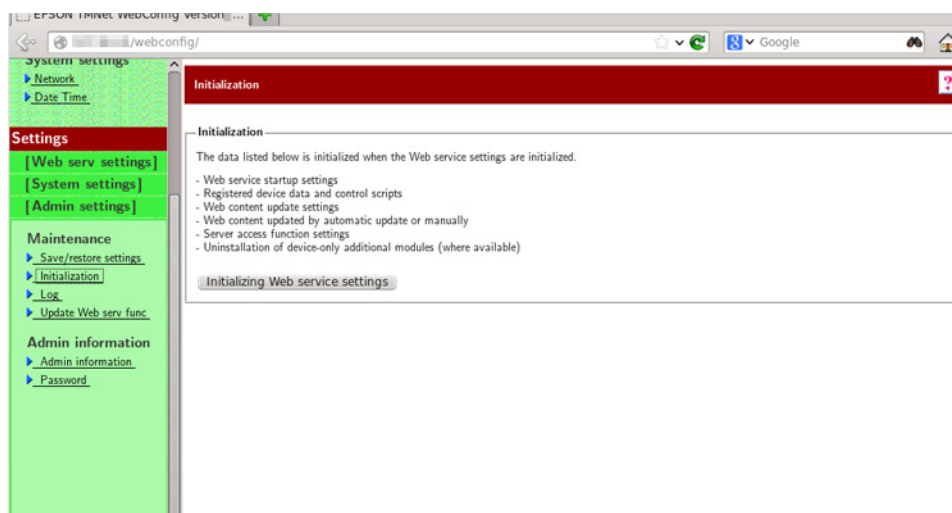 EPSON TMNet WebConfig Version ...
/webconfig/
Google
System settings
Network
Date Time
Settings
[Web serv settings]
[System settings]
[Admin settings]
Maintenance
Save/restore settings
Initialization
Log
Update Web serv func
Admin information
Admin information
Password
Initialization
?
Initialization
The data listed below is initialized when the Web service settings are initialized.
- Web service startup settings
- Registered device data and control scripts
- Web content update settings
- Web content updated by automatic update or manually
- Server access function settings
- Uninstallation of device-only additional modules (where available)
Initializing Web service settings